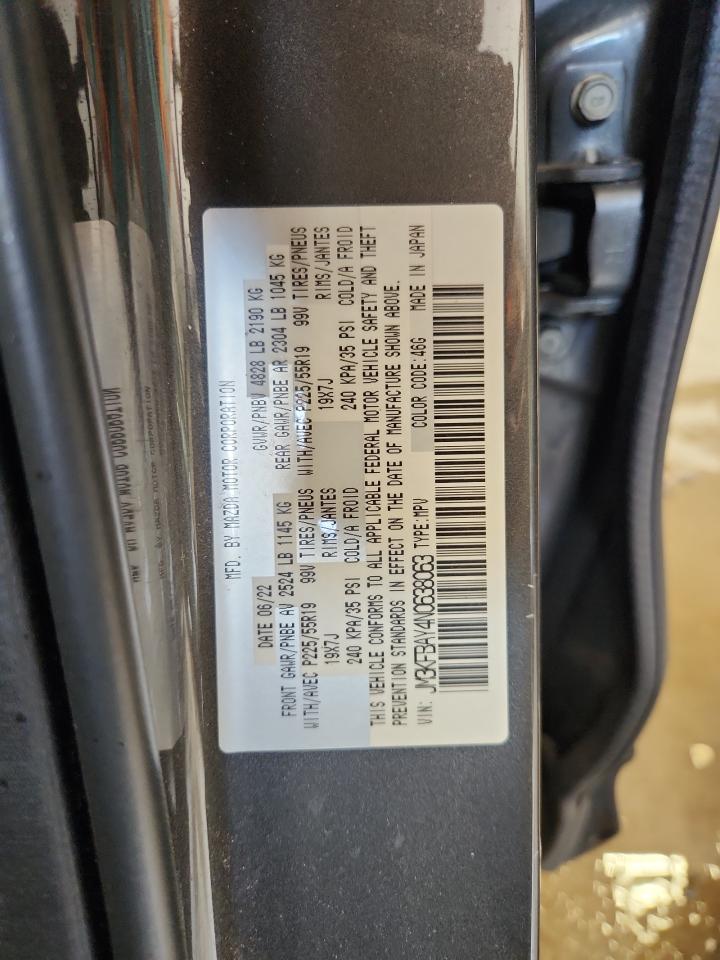 MFD. BY MAZDA MOTOR CORPORATION
DATE 06/22 GVWR/PNBV 4828 LB 2190 KG
FRONT GAWR/PNBE AV 2524 LB 1145 KG REAR GAWR/PNBE AR 2304 LB 1045 KG
WITH/AVEC P225/55R19 99V TIRES/PNEUS WITH/AVEC P225/55R19 99V TIRES/PNEUS
19X7J RIMS/JANTES 19X7J RIMS/JANTES
240 KPA/35 PSI COLD/A FROID 240 KPA/35 PSI COLD/A FROID
THIS VEHICLE CONFORMS TO ALL APPLICABLE FEDERAL MOTOR VEHICLE SAFETY AND THEFT
PREVENTION STANDARDS IN EFFECT ON THE DATE OF MANUFACTURE SHOWN ABOVE.
VIN: JM3KFBAY4N0638063 TYPE:MPV COLOR CODE:46G MADE IN JAPAN